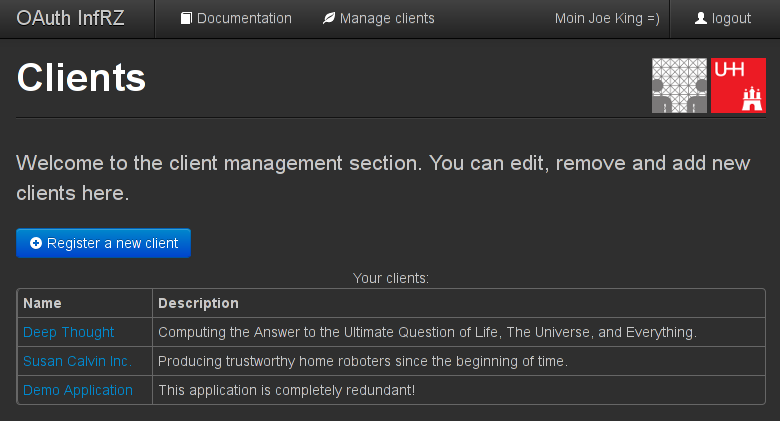 OAuth InfRZ Documentation Manage clients Moin Joe King =) logout
Clients
UHH
Welcome to the client management section. You can edit, remove and add new
clients here.
Register a new client
Your clients:
Name Description
Deep Thought Computing the Answer to the Ultimate Question of Life, The Universe, and Everything.
Susan Calvin Inc. Producing trustworthy home roboters since the beginning of time.
Demo Application This application is completely redundant!